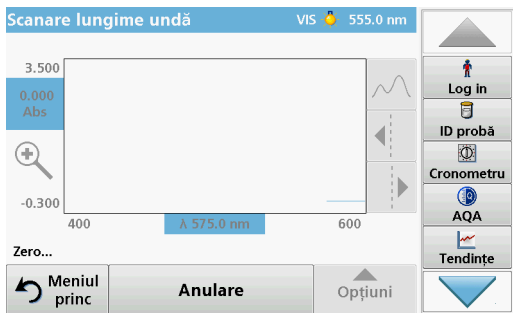 Scanare lungime undă
VIS 555.0 nm
3.500
0.000
Abs
-0.300
400
λ 575.0 nm
600
Zero...
Meniul
princ
Anulare
Opțiuni
Log in
ID probă
Cronometru
AQA
Tendințe